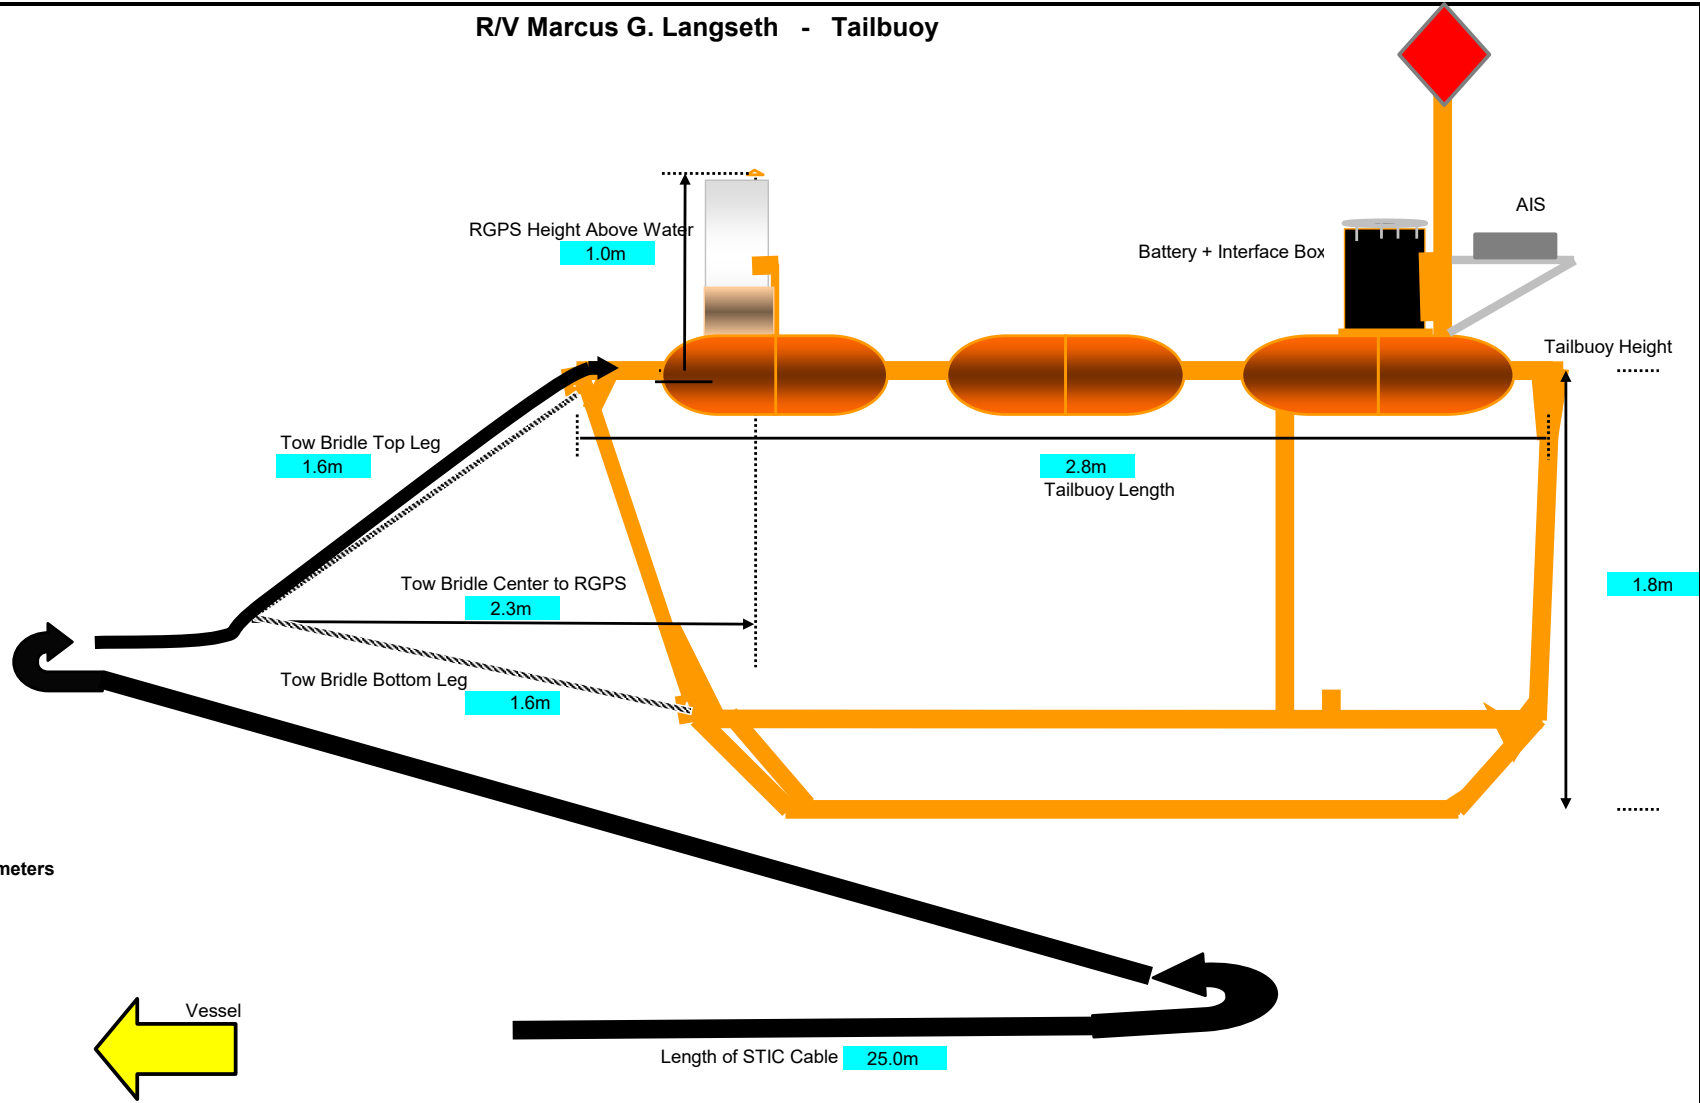 R/V Marcus G. Langseth - Tailbuoy
AIS
RGPS Height Above Water
1.0m
Battery + Interface Box
Tailbuoy Height
Tow Bridle Top Leg
1.6m
2.8m
Tailbuoy Length
Tow Bridle Center to RGPS
2.3m
1.8m
Tow Bridle Bottom Leg
1.6m
meters
Vessel
Length of STIC Cable 25.0m